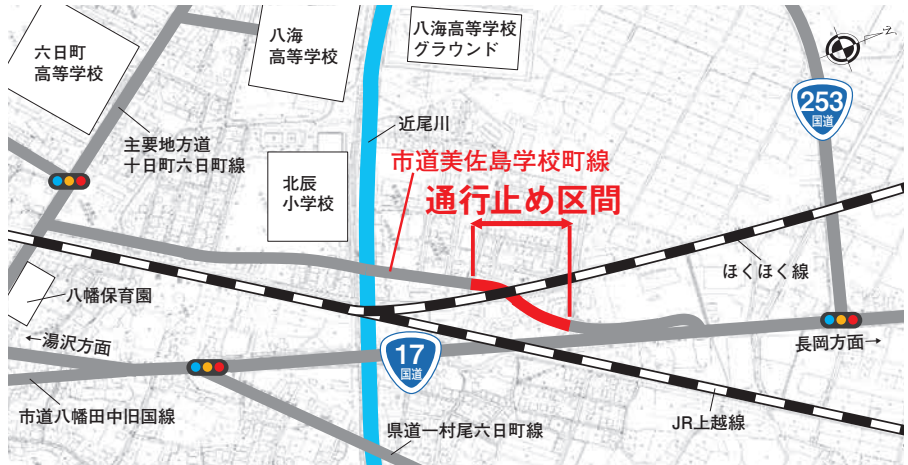 六日町
高等学校
八海
高等学校
八海高等学校
グラウンド
Z
253
国道
主要地方道
十日町六日町線
近尾川
市道美佐島学校町線
通行止め区間
北辰
小学校
ほくほく線
八幡保育園
←湯沢方面
長岡方面→
17
国道
市道八幡田中旧国線
県道一村尾六日町線
JR上越線